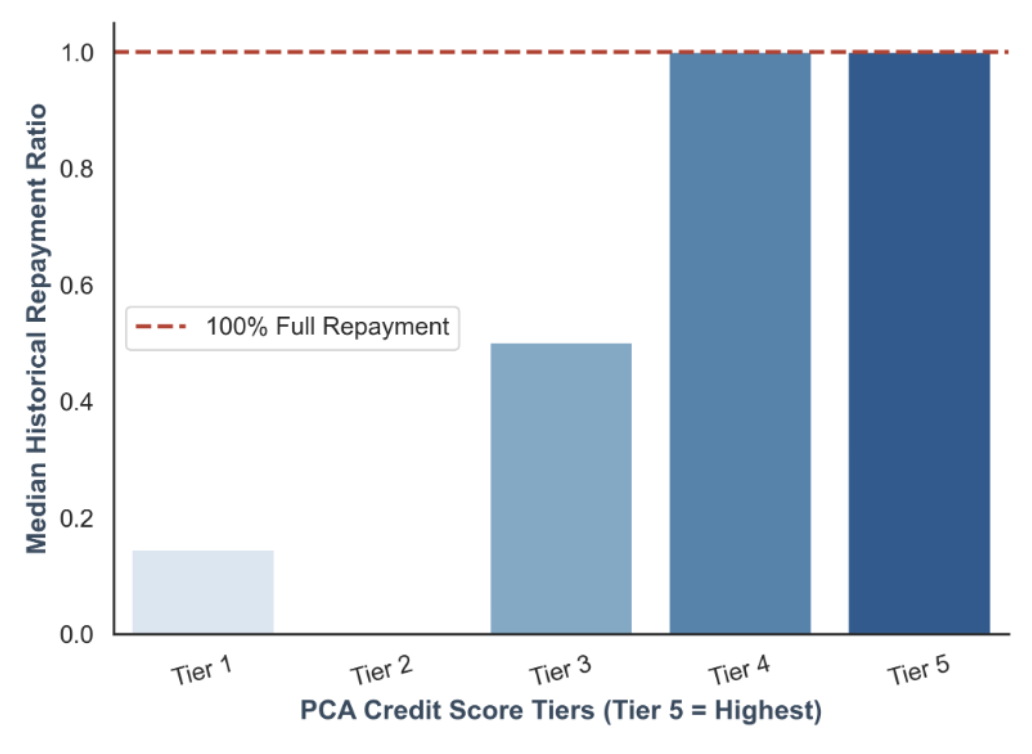 Median Historical Repayment Ratio
1.0
0.8
0.6
0.4
0.2
0.0
100% Full Repayment
Tier 1
Tier 2
Tier 3
Tier 4
Tier 5
PCA Credit Score Tiers (Tier 5 = Highest)